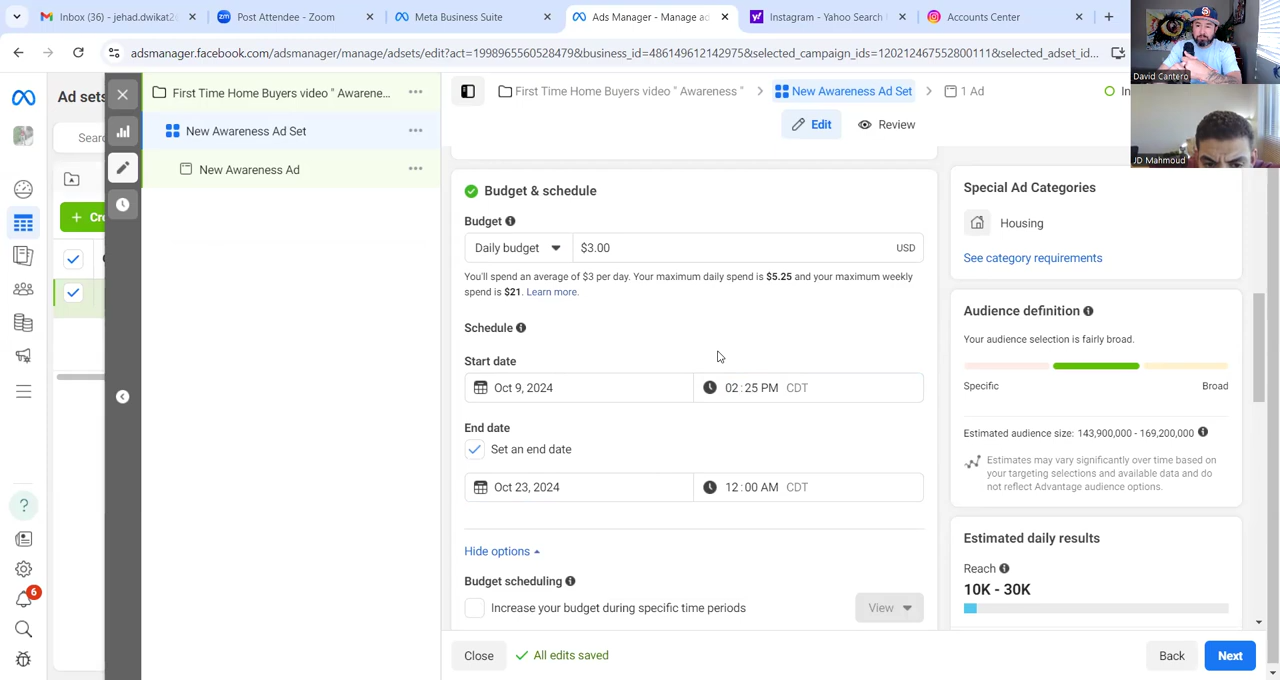 Inbox (36) - jehad.dwikat2
Post Attendee - Zoom
Meta Business
Ads Manager - Manage ad
Instagram - Yahoo Search
Accounts Center
adsmanager.facebook.com/adsmanager/manage/adsets/edit/
Ad sets
Sear
Cre
First Time Home Buyers video " Awarene...
New Awareness Ad Set
New Awareness Ad
First Time Home Buyers video " Awareness "
New Awareness Ad Set
1 Ad
In
Edit
Review
David Cantero
JD Mahmoud
Budget & schedule
Budget
Daily budget
$3.00
USD
You'll spend an average of $3 per day. Your maximum daily spend is $5.25 and your maximum weekly
spend is $21. Learn more.
Schedule
Start date
Oct 9, 2024
02:25 PM CDT
End date
Set an end date
Oct 23, 2024
12:00 AM CDT
Hide options
Budget scheduling
Increase your budget during specific time periods
View
Special Ad Categories
Housing
See category requirements
Audience definition
Your audience selection is fairly broad.
Specific
Broad
Estimated audience size: 143,900,000 - 169,200,000
Estimates may vary significantly over time based on
your targeting selections and available data and do
not reflect Advantage audience options.
Estimated daily results
Reach
10K - 30K
6
Close
All edits saved
Back
Next